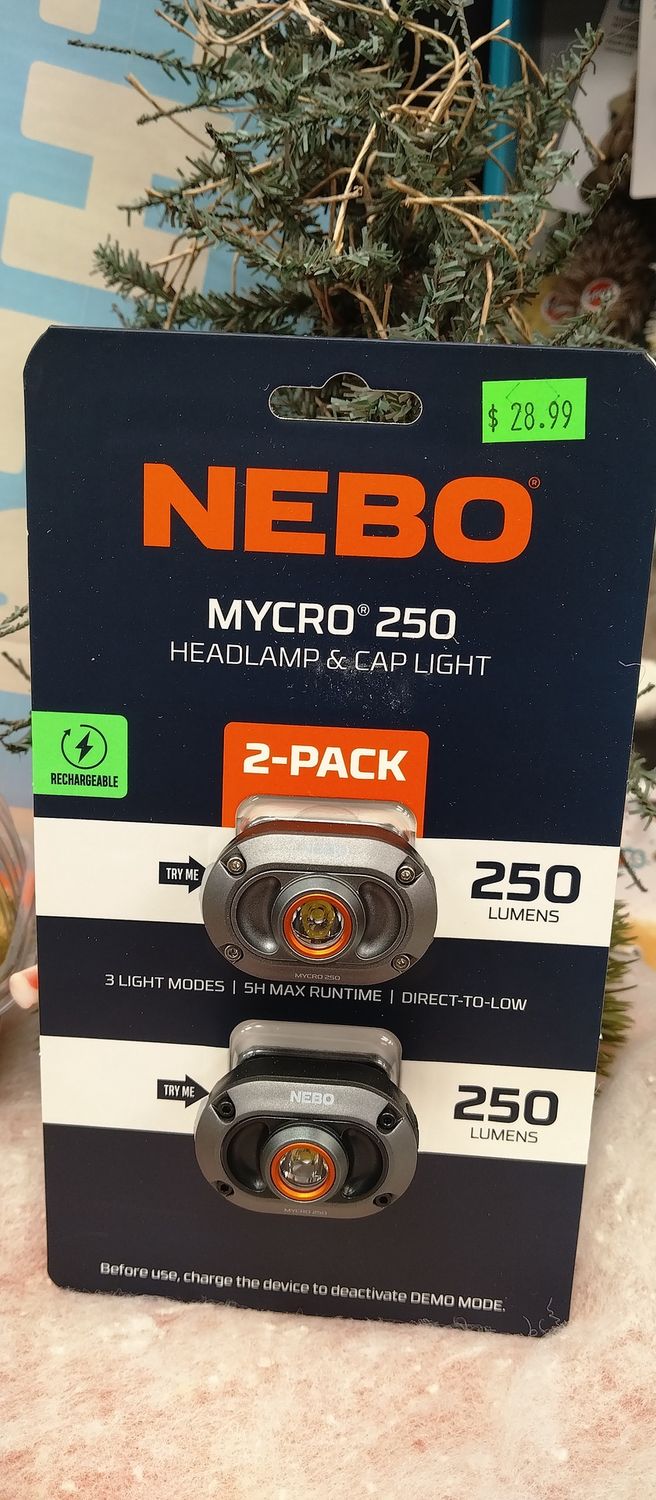 $ 28.99
NEBO®
MYCRO® 250
HEADLAMP & CAP LIGHT
RECHARGEABLE
2-PACK
TRY ME
250
LUMENS
MYCRO 250
3 LIGHT MODES | 5H MAX RUNTIME | DIRECT-TO-LOW
TRY ME
NEBO
250
LUMENS
MYCRO 250
Before use, charge the device to deactivate DEMO MODE.